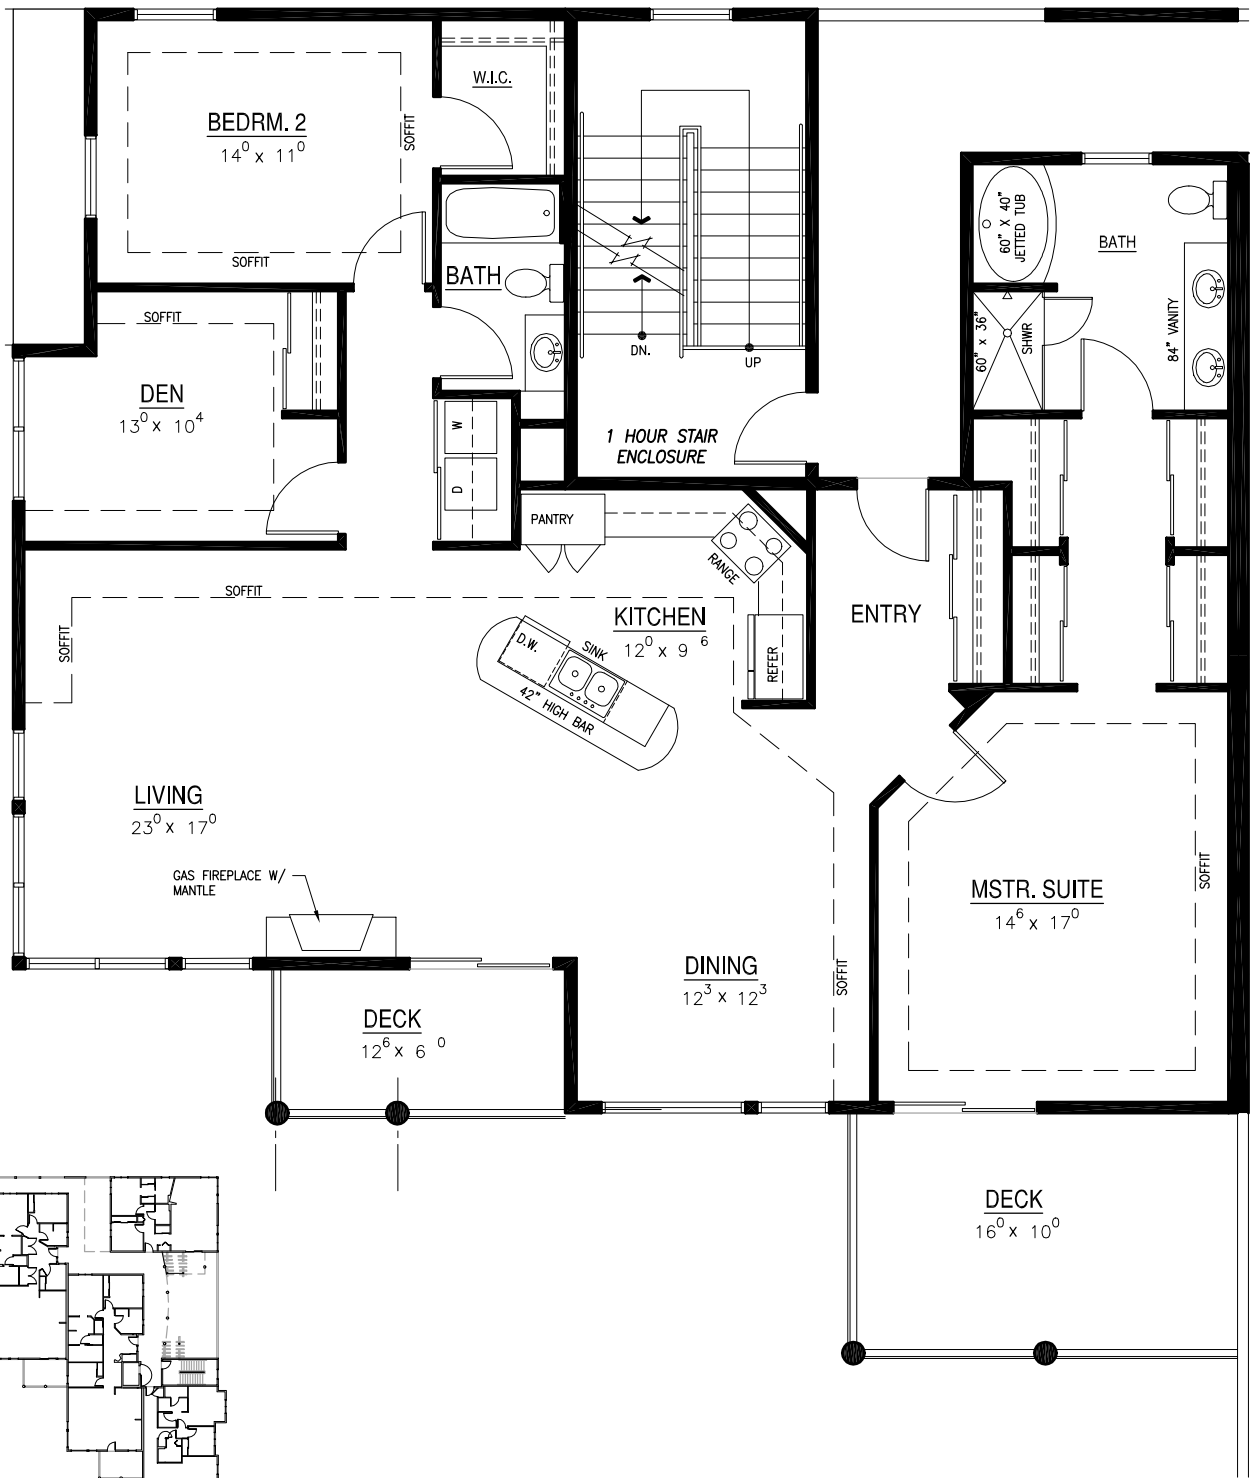 W.I.C.
BEDRM. 2
14⁰ x 11⁰
SOFFIT
SOFFIT
60" X 40"
JETTED TUB
BATH
BATH
SOFFIT
60" x 36"
SHWR
84" VANITY
DN.
UP
DEN
13⁰ x 10⁴
W
D
1 HOUR STAIR
ENCLOSURE
PANTRY
RANGE
SOFFIT
SOFFIT
KITCHEN
12⁰ x 9⁶
ENTRY
D.W.
SINK
REFER
42" HIGH BAR
LIVING
23⁰ x 17⁰
GAS FIREPLACE W/
MANTLE
MSTR. SUITE
14⁶ x 17⁰
SOFFIT
DINING
12³ x 12³
SOFFIT
DECK
12⁶ x 6⁰
DECK
16⁰ x 10⁰